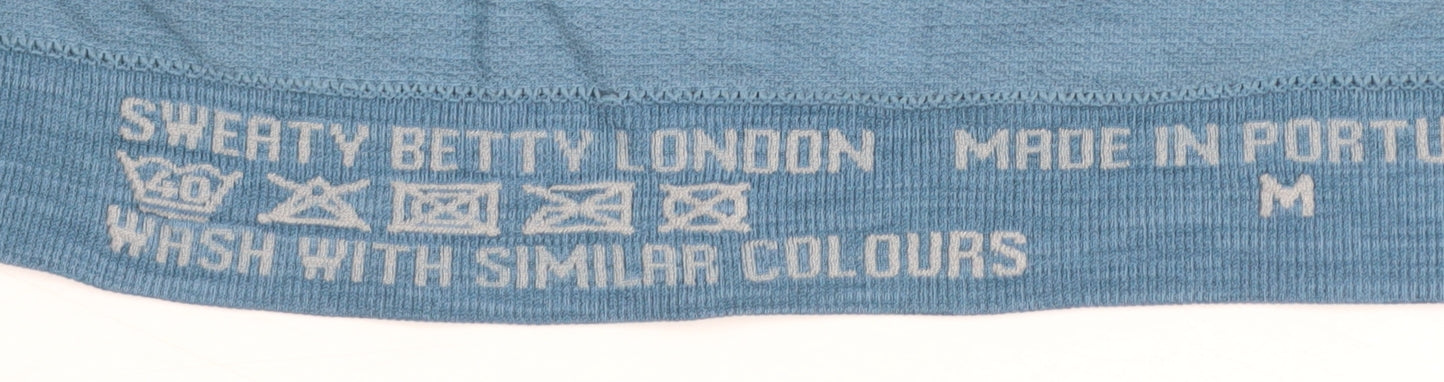 SWEATY BETTY LONDON MADE IN PORTU
40
M
WASH WITH SIMILAR COLOURS